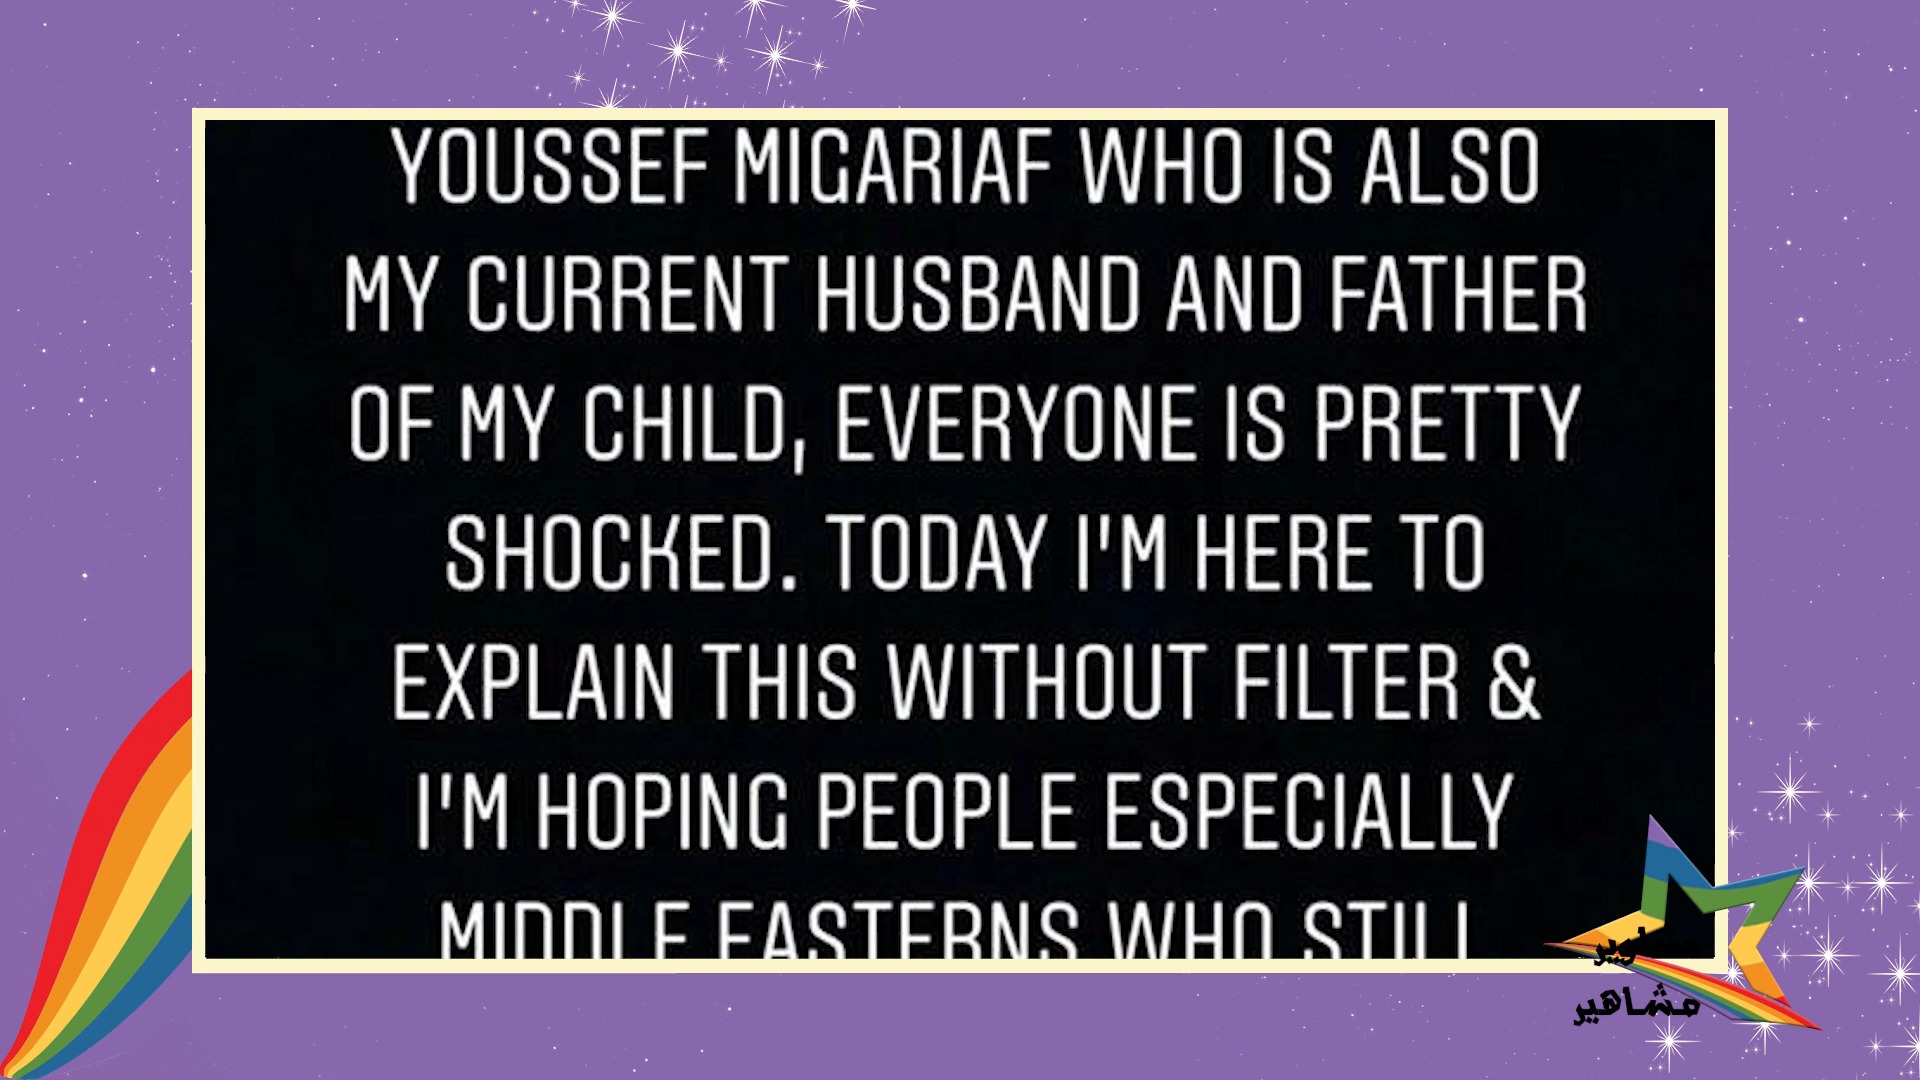 YOUSSEF MIGARIAF WHO IS ALSO
MY CURRENT HUSBAND AND FATHER
OF MY CHILD, EVERYONE IS PRETTY
SHOCKED. TODAY I'M HERE TO
EXPLAIN THIS WITHOUT FILTER &
I'M HOPING PEOPLE ESPECIALLY
MIDDLE EASTERNS WHO STILL
مشاهير